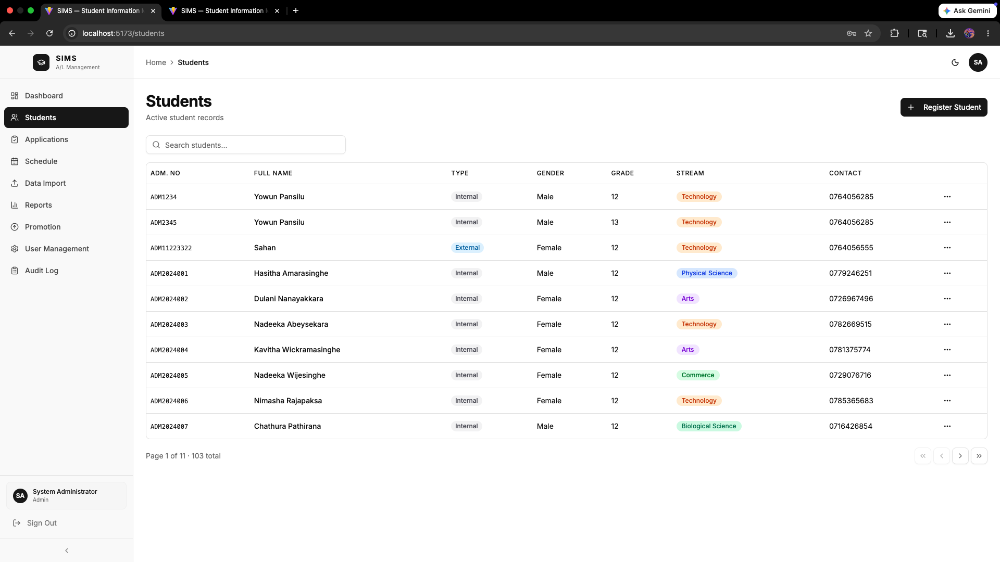 SIMS — Student Information
SIMS — Student Information
Ask Gemini
localhost:5173/students
SIMS
A/L Management
Home > Students
SA
Dashboard
Students
Applications
Schedule
Data Import
Reports
Promotion
User Management
Audit Log
Students
Active student records
Register Student
Search students...
ADM. NO FULL NAME TYPE GENDER GRADE STREAM CONTACT
ADM1234 Yowun Pansilu Internal Male 12 Technology 0764056285
ADM2345 Yowun Pansilu Internal Male 13 Technology 0764056285
ADM11223322 Sahan External Female 12 Technology 0764056555
ADM2024001 Hasitha Amarasinghe Internal Male 12 Physical Science 0779246251
ADM2024002 Dulani Nanayakkara Internal Female 12 Arts 0726967496
ADM2024003 Nadeeka Abeysekara Internal Female 12 Technology 0782669515
ADM2024004 Kavitha Wickramasinghe Internal Female 12 Arts 0781375774
ADM2024005 Nadeeka Wijesinghe Internal Female 12 Commerce 0729076716
ADM2024006 Nimasha Rajapaksa Internal Female 12 Technology 0785365683
ADM2024007 Chathura Pathirana Internal Male 12 Biological Science 0716426854
Page 1 of 11 · 103 total
SA
System Administrator
Admin
Sign Out